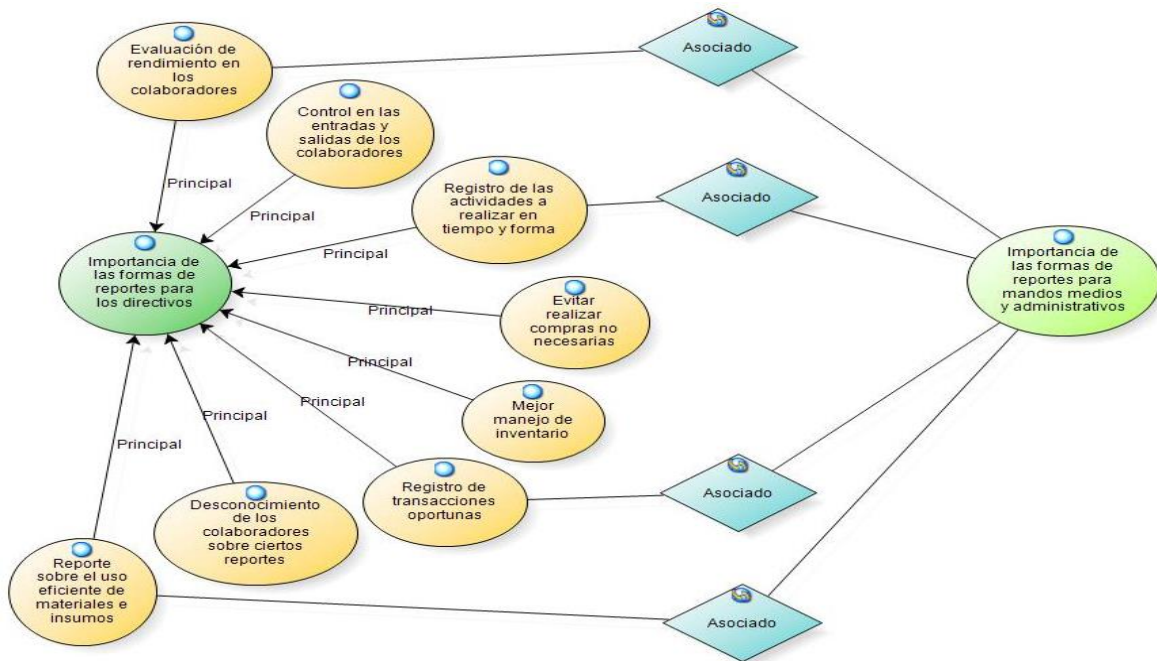 Evaluación de
rendimiento en
los
colaboradores
Asociado
Control en las
entradas y
salidas de los
colaboradores
Principal
Principal
Registro de las
actividades a
realizar en
tiempo y forma
Asociado
Principal
Importancia de
las formas de
reportes para
los directivos
Importancia de
las formas de
reportes para
mandos medios
y administrativos
Principal
Evitar
realizar
compras no
necesarias
Principal
Mejor
manejo de
inventario
Principal
Principal
Principal
Registro de
transacciones
oportunas
Asociado
Desconocimiento
de los
colaboradores
sobre ciertos
reportes
Reporte
sobre el uso
eficiente de
materiales e
insumos
Asociado